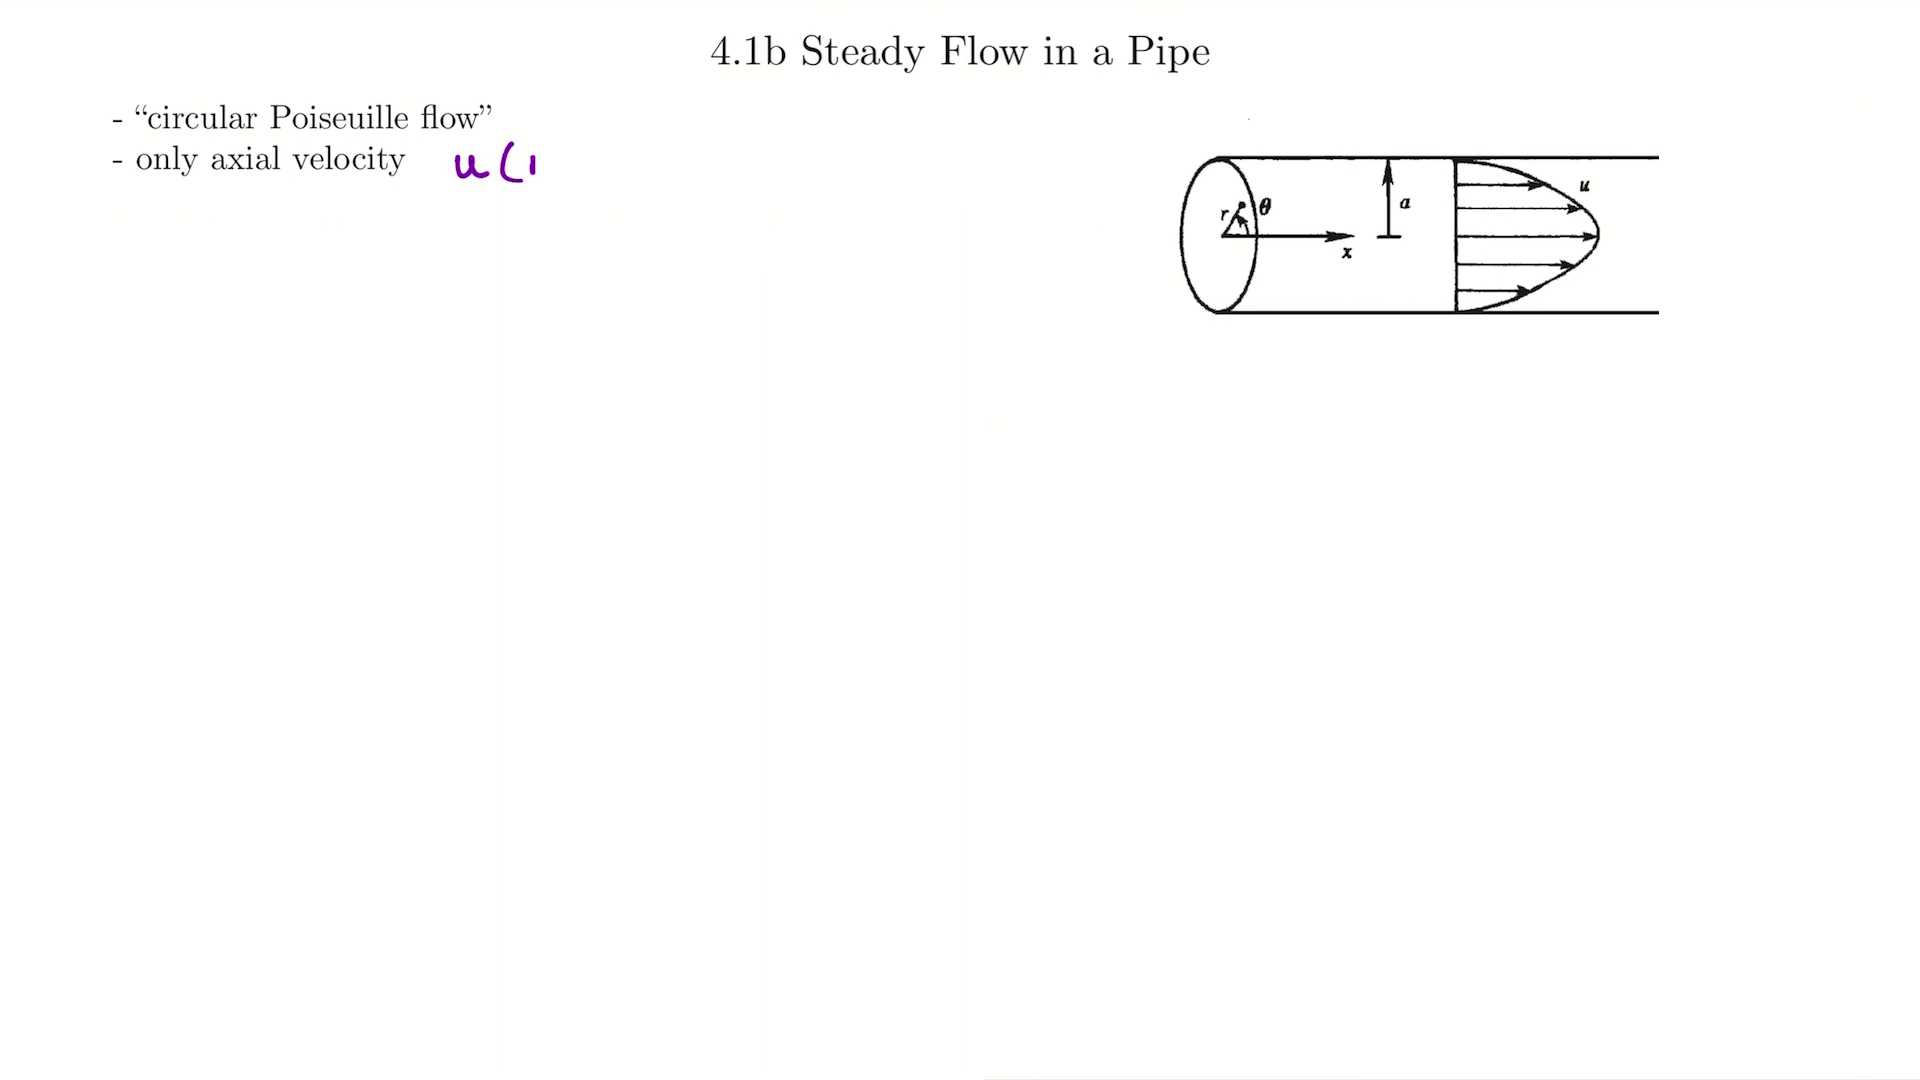 4.1b Steady Flow in a Pipe
- “circular Poiseuille flow”
- only axial velocity u(
r θ
x
a
u